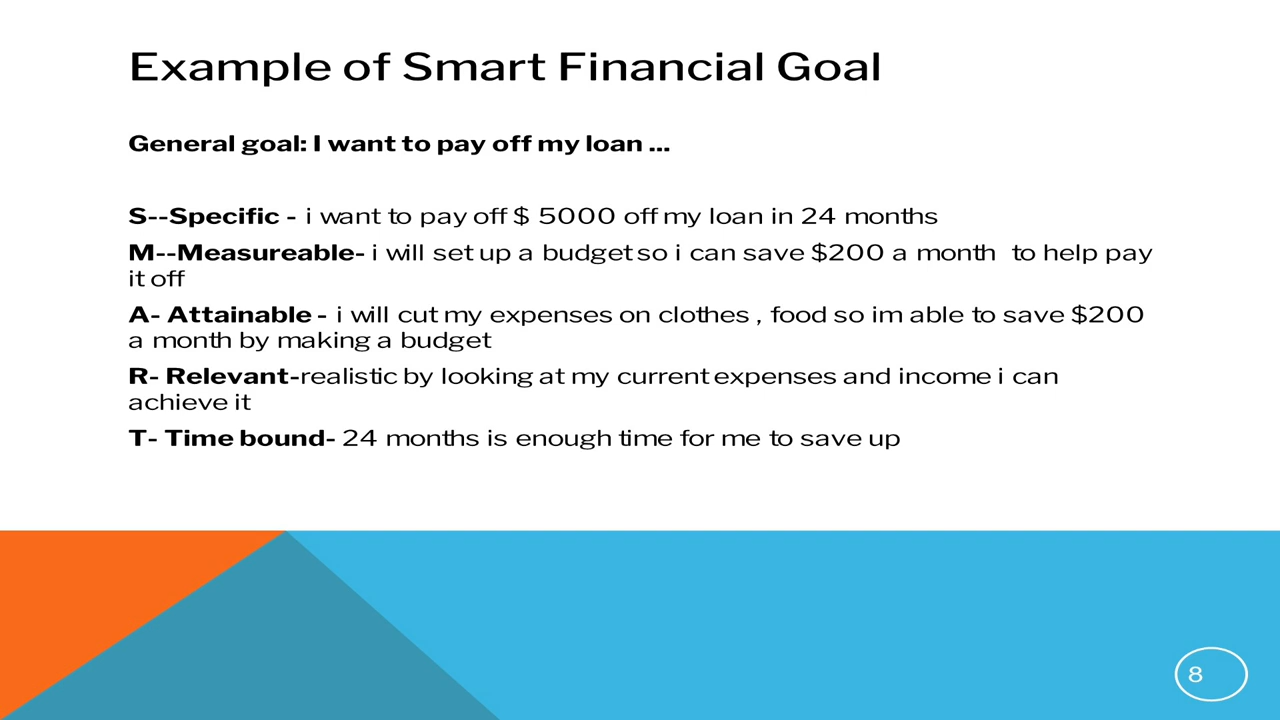 Example of Smart Financial Goal
General goal: I want to pay off my loan ...
S--Specific - i want to pay off $ 5000 off my loan in 24 months
M--Measureable- i will set up a budget so i can save $200 a month to help pay
it off
A- Attainable - i will cut my expenses on clothes , food so im able to save $200
a month by making a budget
R- Relevant-realistic by looking at my current expenses and income i can
achieve it
T- Time bound- 24 months is enough time for me to save up
8